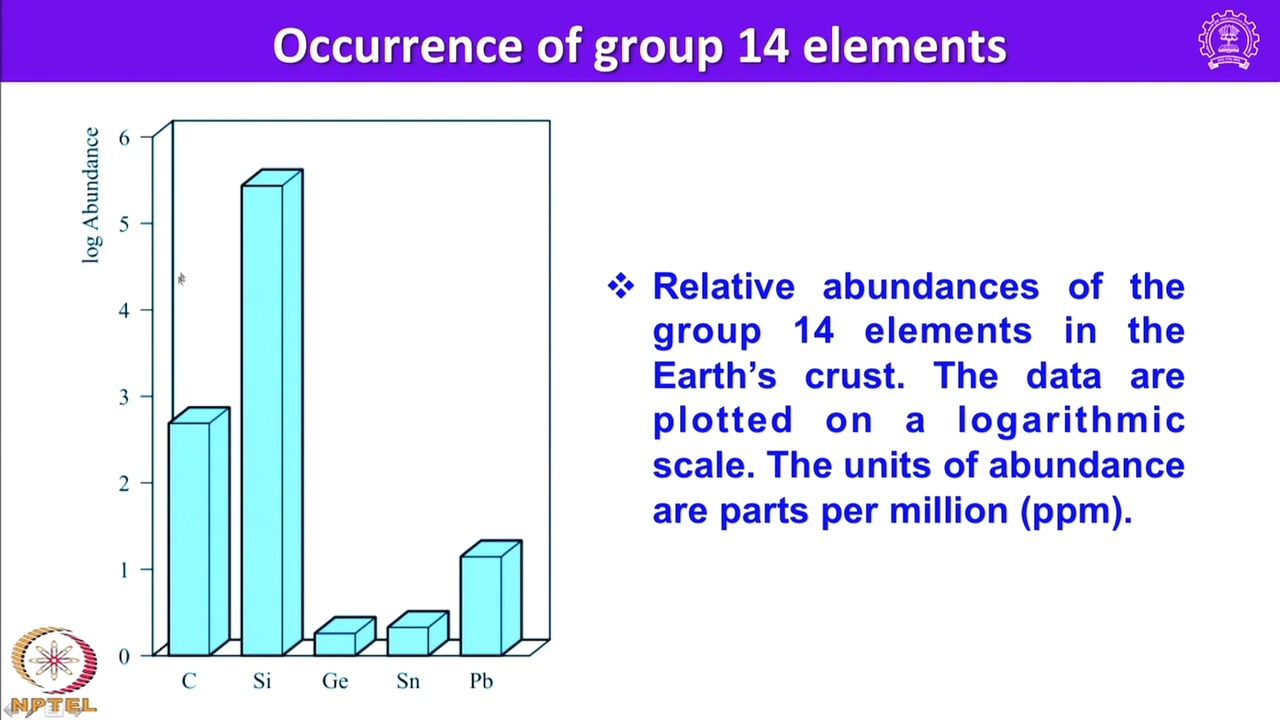 Occurrence of group 14 elements
log Abundance
6
5
4
3
2
1
0
C Si Ge Sn Pb
❖ Relative abundances of the
group 14 elements in the
Earth’s crust. The data are
plotted on a logarithmic
scale. The units of abundance
are parts per million (ppm).
NPTEL